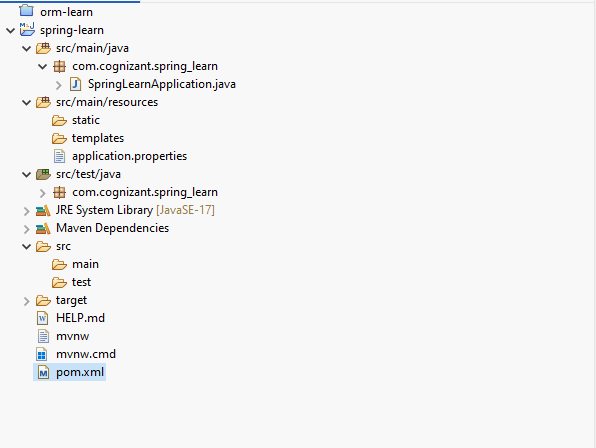 orm-learn
spring-learn
src/main/java
com.cognizant.spring_learn
SpringLearnApplication.java
src/main/resources
static
templates
application.properties
src/test/java
com.cognizant.spring_learn
JRE System Library [JavaSE-17]
Maven Dependencies
src
main
test
target
HELP.md
mvnw
mvnw.cmd
pom.xml